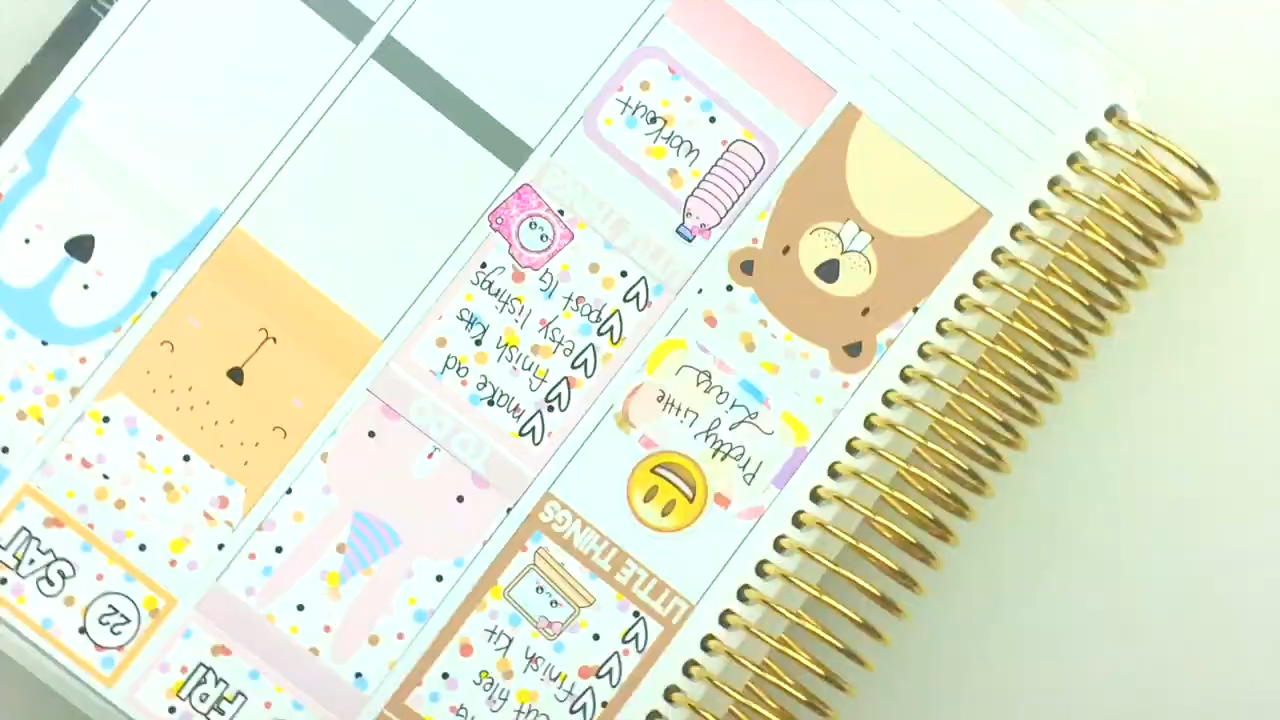 SAT
22
FRI
TO DO
make ad
finish kits
etsy listings
post IG
Workout
LITTLE THINGS
cut files
finish kit
Pretty Little
Liars